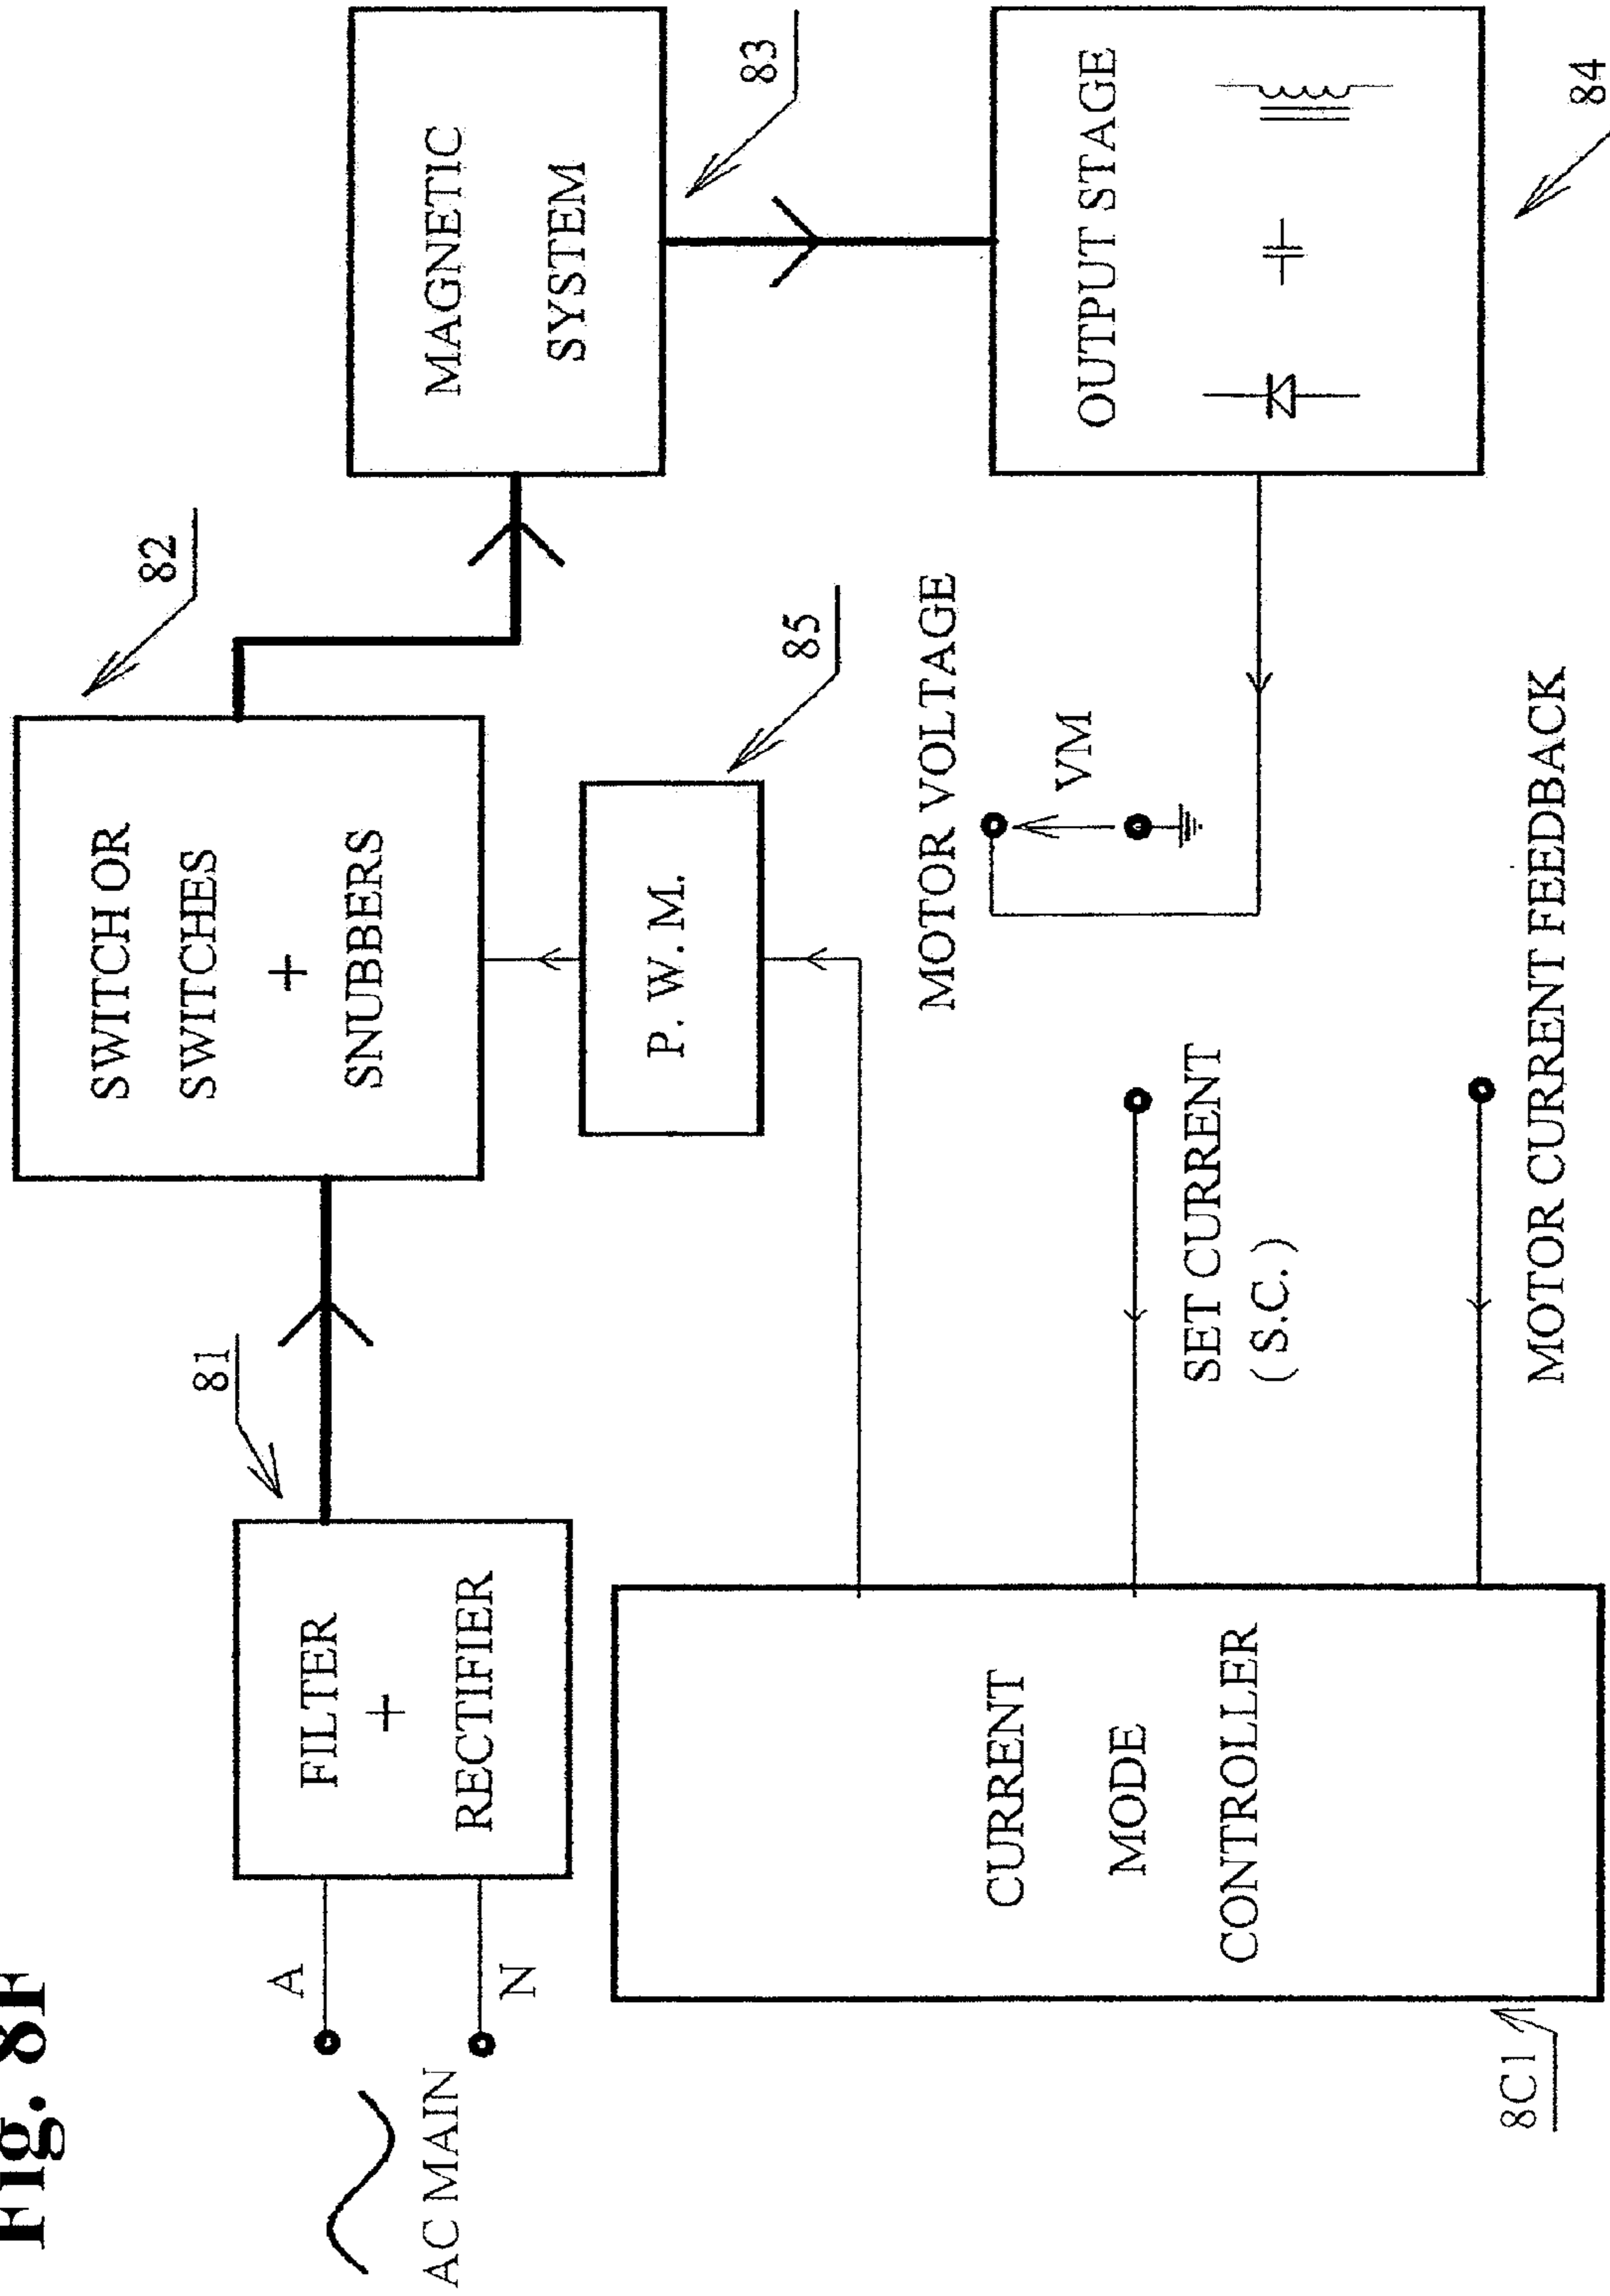 Fig. 8F
AC MAIN
A
N
FILTER
+
RECTIFIER
81
SWITCH OR
SWITCHES
+
SNUBBERS
82
MAGNETIC
SYSTEM
83
P. W. M.
85
OUTPUT STAGE
84
MOTOR VOLTAGE
VM
CURRENT
MODE
CONTROLLER
8C1
SET CURRENT
( S.C. )
MOTOR CURRENT FEEDBACK